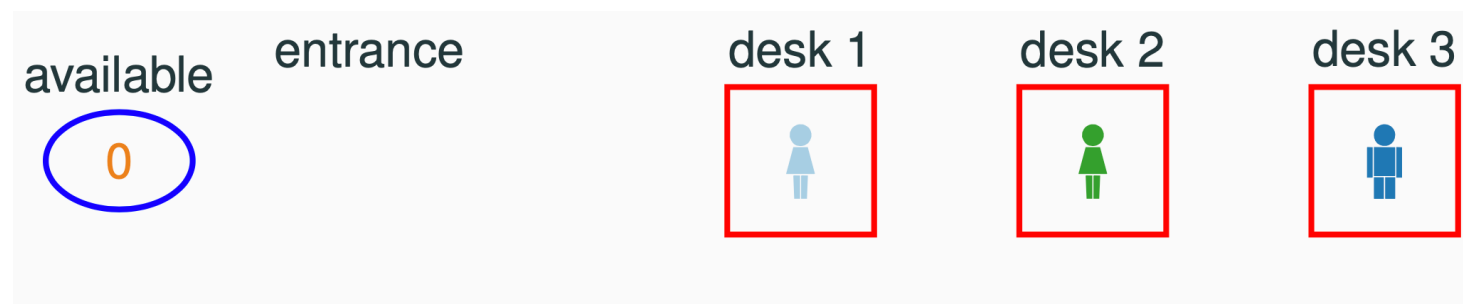 available
entrance
desk 1
desk 2
desk 3
0